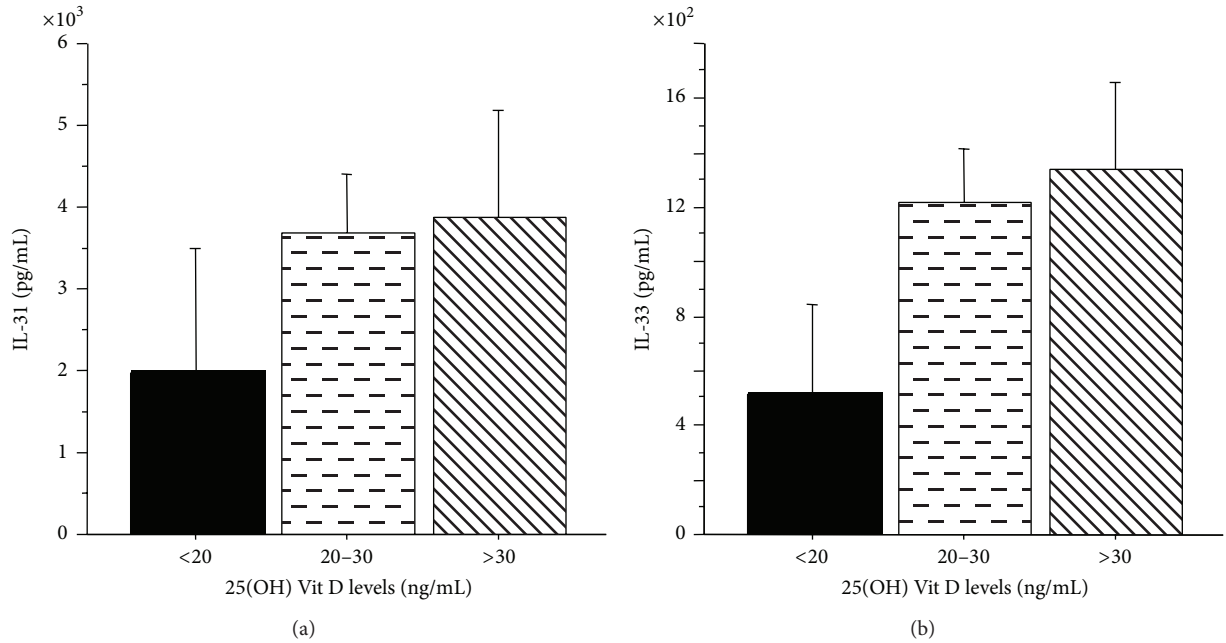 ×10³
6
5
4
3
2
1
0
IL-31 (pg/mL)
<20 20–30 >30
25(OH) Vit D levels (ng/mL)
(a)
×10²
16
12
8
4
0
IL-33 (pg/mL)
<20 20–30 >30
25(OH) Vit D levels (ng/mL)
(b)